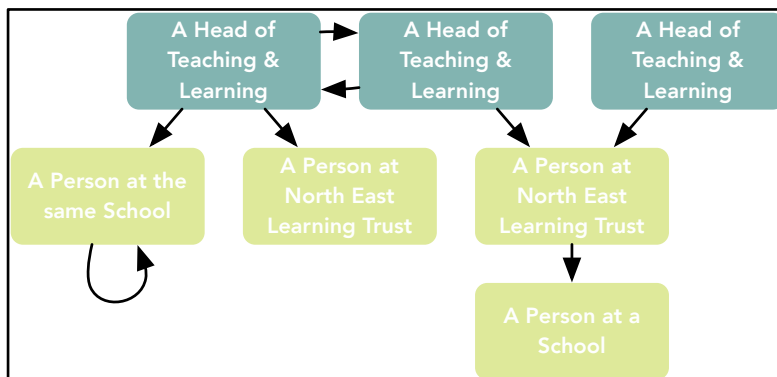 A Head of
Teaching &
Learning
A Head of
Teaching &
Learning
A Head of
Teaching &
Learning
A Person at the
same School
A Person at
North East
Learning Trust
A Person at
North East
Learning Trust
A Person at a
School